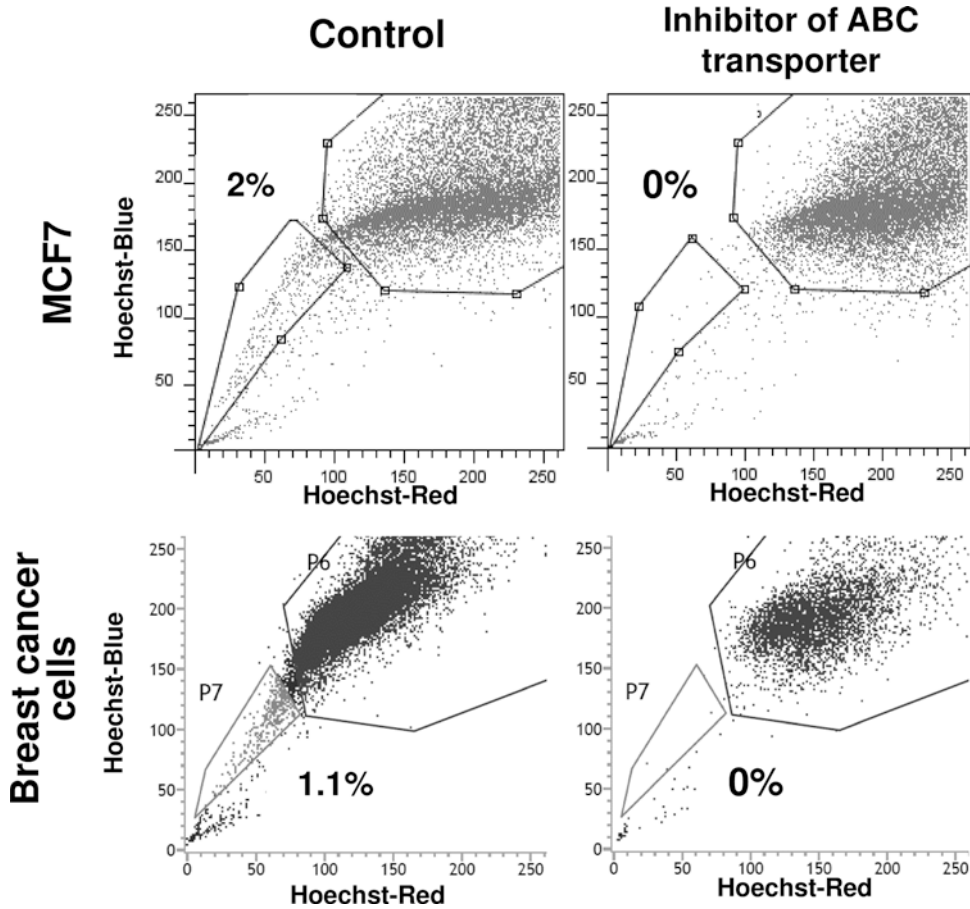 Control
Inhibitor of ABC
transporter
MCF7
Hoechst-Blue
250
200
150
100
50
2%
50 100 150 200 250
Hoechst-Red
250
200
150
100
50
0%
50 100 150 200 250
Hoechst-Red
Breast cancer
cells
Hoechst-Blue
250
200
150
100
50
0
P6
P7
1.1%
0 50 100 150 200 250
Hoechst-Red
250
200
150
100
50
0
P6
P7
0%
0 50 100 150 200 250
Hoechst-Red